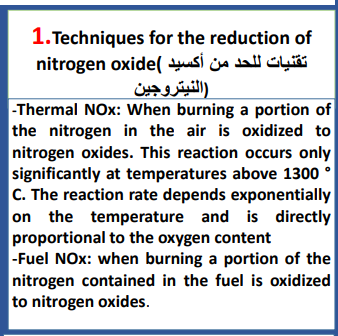 1.Techniques for the reduction of
nitrogen oxide( تقنيات للحد من أكسيد
النيتروجين)
-Thermal NOx: When burning a portion of
the nitrogen in the air is oxidized to
nitrogen oxides. This reaction occurs only
significantly at temperatures above 1300 °
C. The reaction rate depends exponentially
on the temperature and is directly
proportional to the oxygen content
-Fuel NOx: when burning a portion of the
nitrogen contained in the fuel is oxidized
to nitrogen oxides.